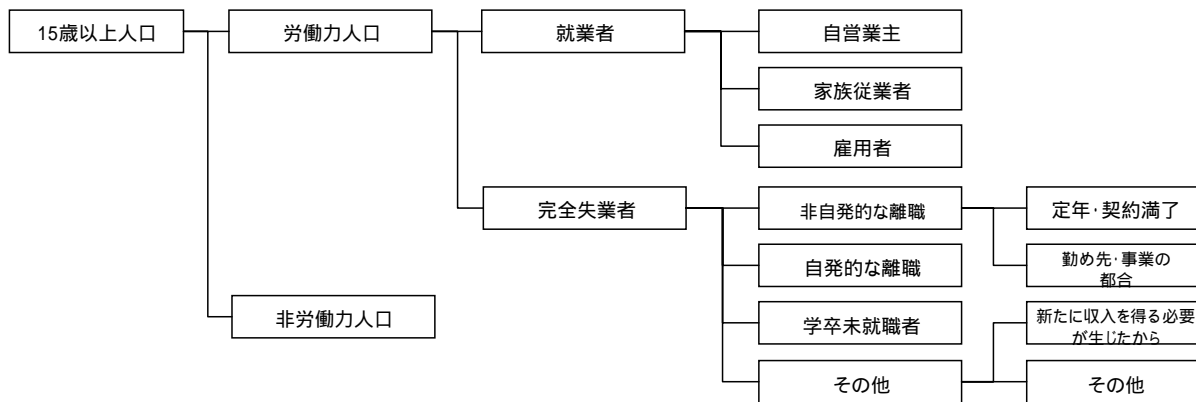 15歳以上人口
労働力人口
就業者
自営業主
家族従業者
雇用者
完全失業者
非自発的な離職
定年･契約満了
自発的な離職
勤め先･事業の
都合
非労働力人口
学卒未就職者
新たに収入を得る必要
が生じたから
その他
その他